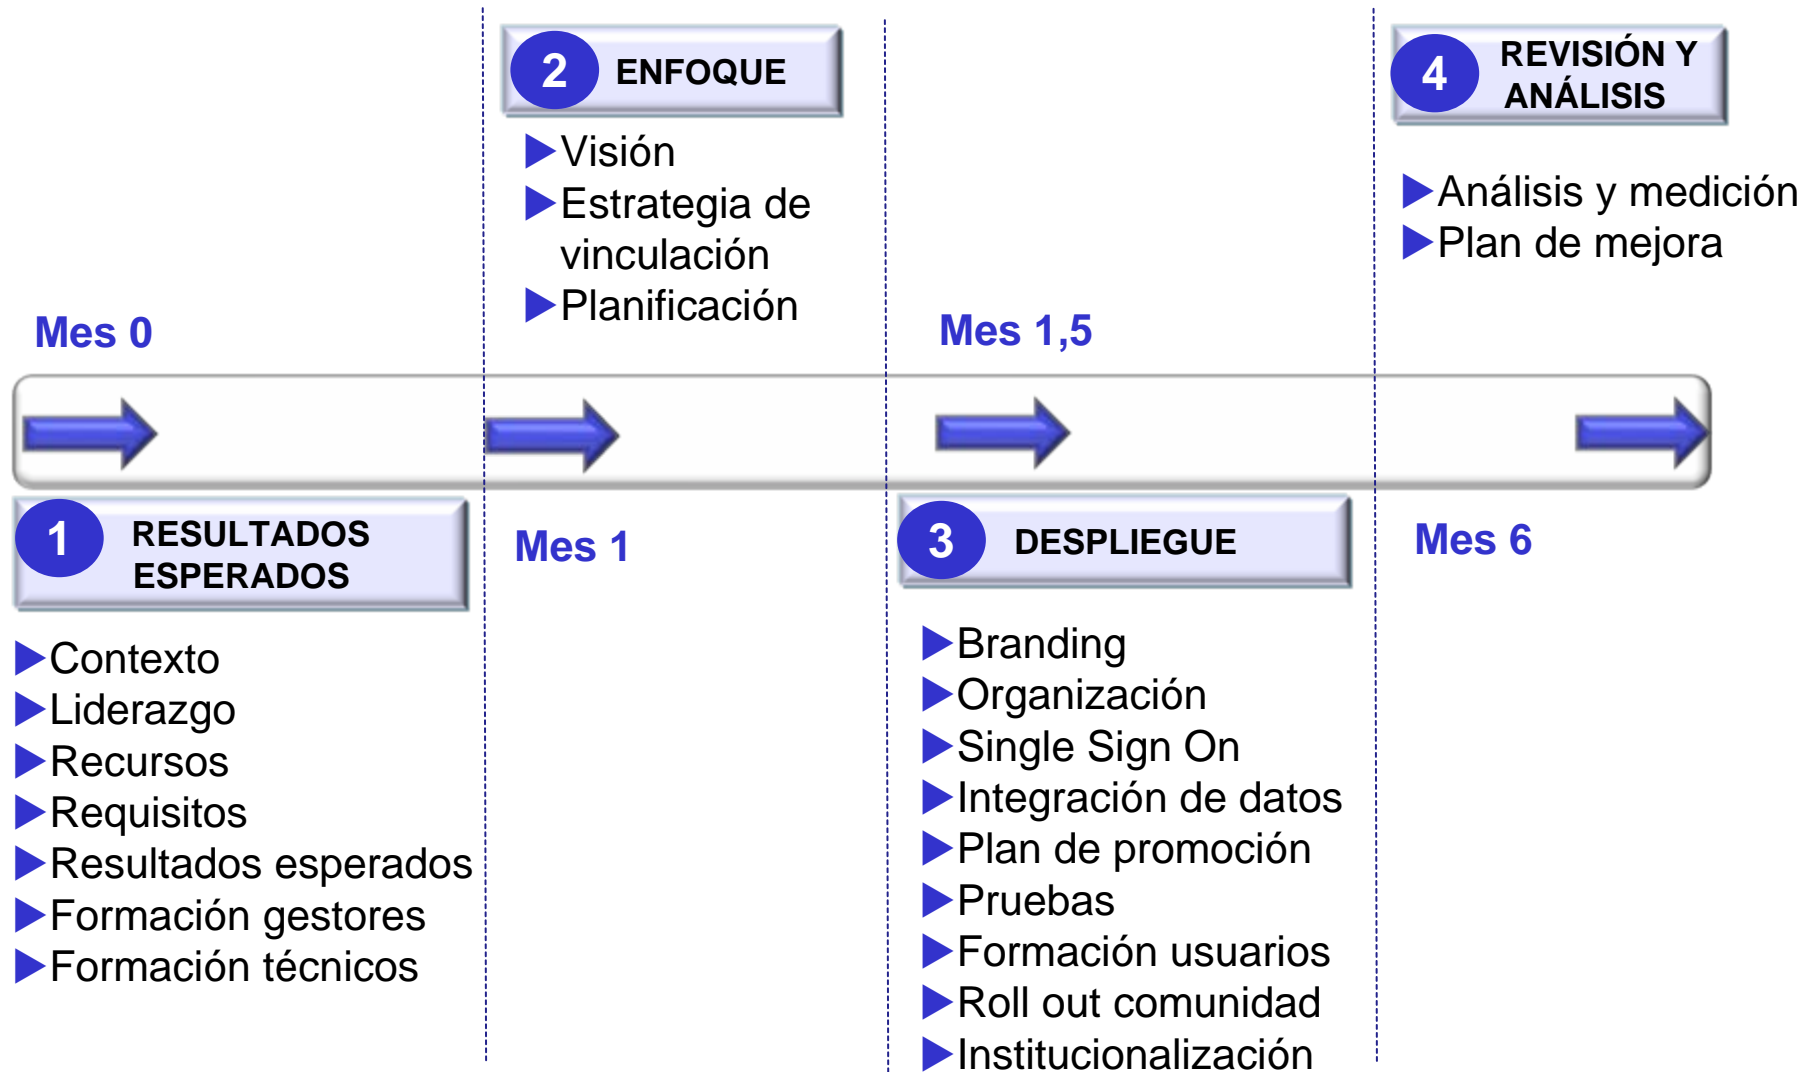 Mes 0
1
RESULTADOS
ESPERADOS
Contexto
Liderazgo
Recursos
Requisitos
Resultados esperados
Formación gestores
Formación técnicos
2
ENFOQUE
Visión
Estrategia de
vinculación
Planificación
Mes 1
Mes 1,5
3
DESPLIEGUE
Branding
Organización
Single Sign On
Integración de datos
Plan de promoción
Pruebas
Formación usuarios
Roll out comunidad
Institucionalización
4
REVISIÓN Y
ANÁLISIS
Análisis y medición
Plan de mejora
Mes 6